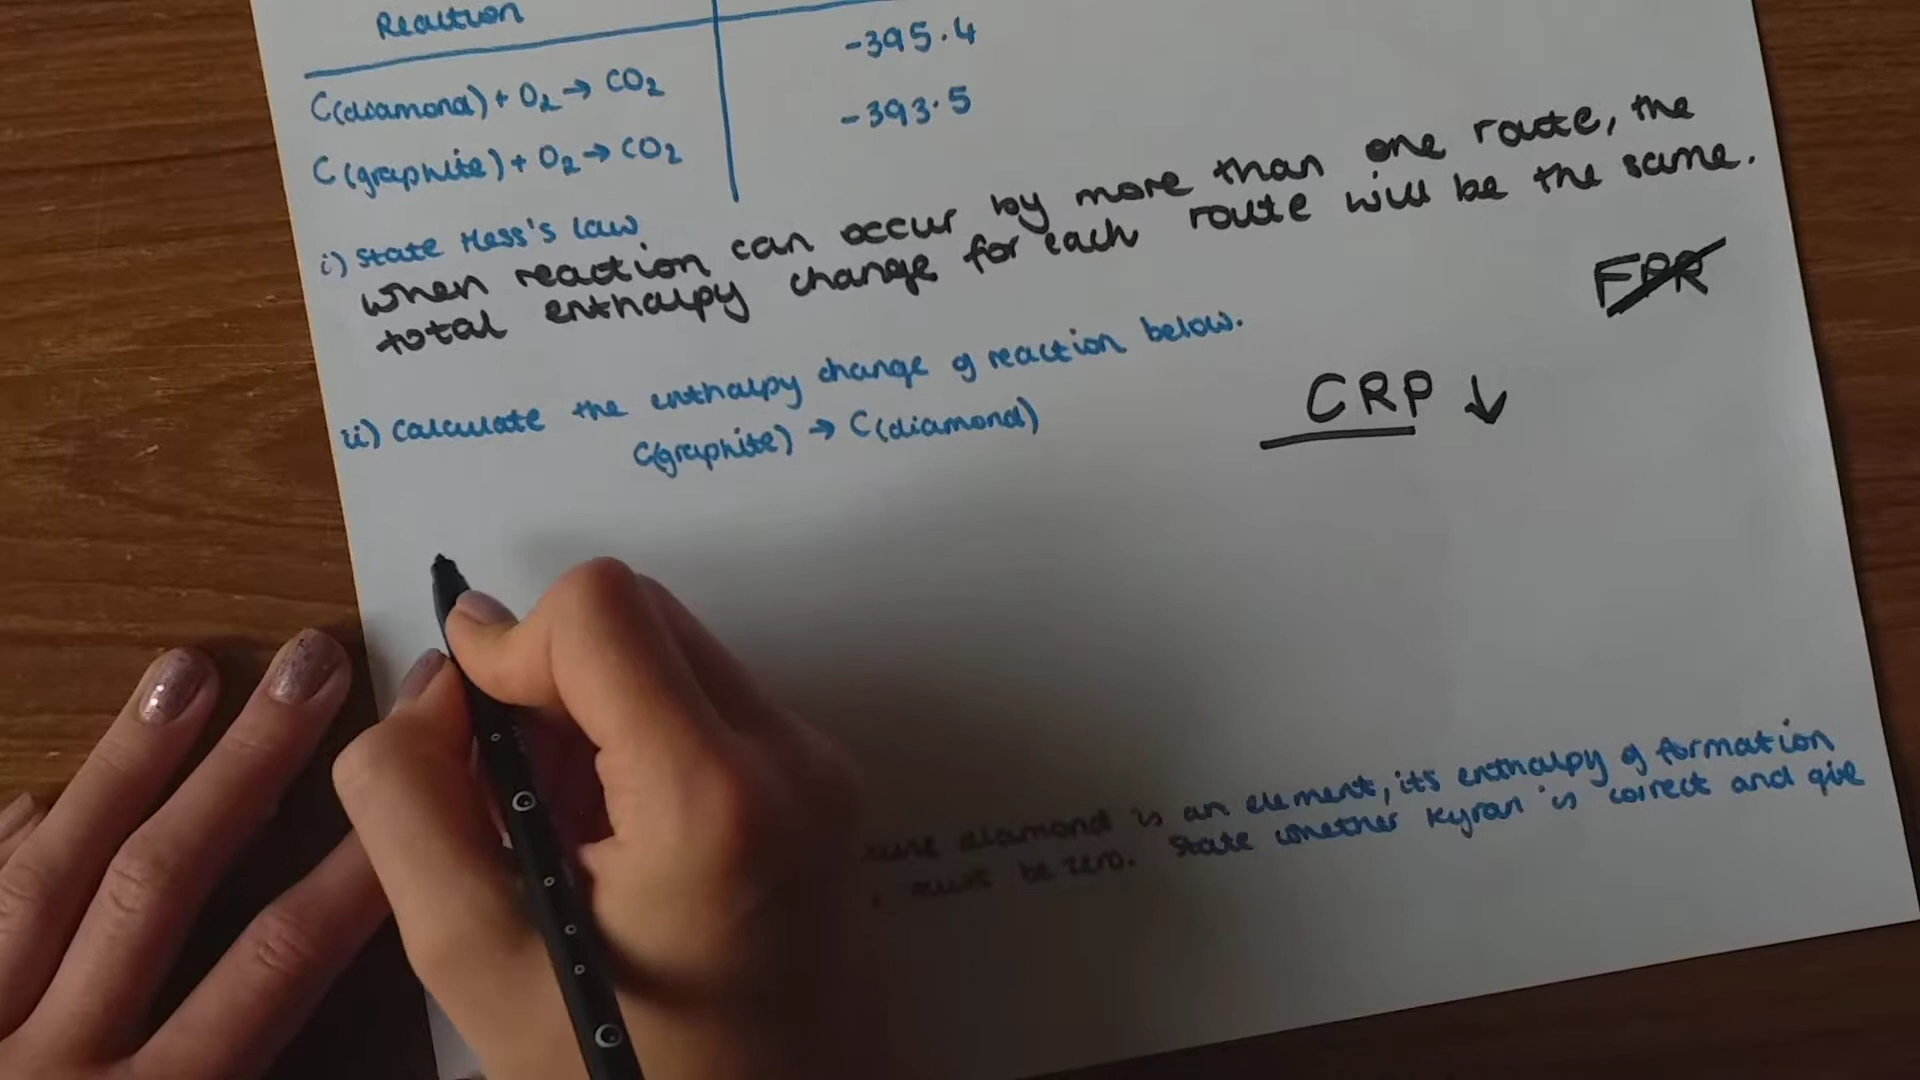 Reaction
C(diamond) + O₂ → CO₂
-395.4
C(graphite) + O₂ → CO₂
-393.5
i) State Hess's law
when reaction can occur by more than one route, the
total enthalpy change for each route will be the same.
FPR
ii) Calculate the enthalpy change of reaction below.
C(graphite) → C(diamond)
CRP ↓
diamond is an element, its enthalpy of formation
must be zero. State whether Kyran is correct and give